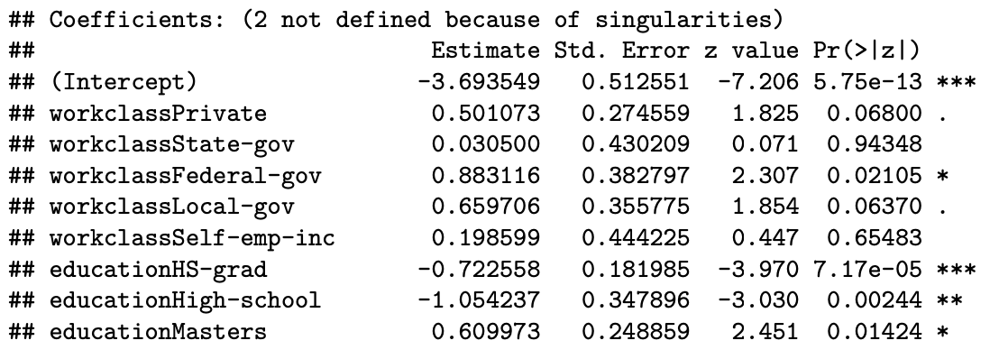 ## Coefficients: (2 not defined because of singularities)
##                           Estimate Std. Error z value Pr(>|z|)
## (Intercept)              -3.693549   0.512551  -7.206 5.75e-13 ***
## workclassPrivate          0.501073   0.274559   1.825  0.06800 .
## workclassState-gov        0.030500   0.430209   0.071  0.94348
## workclassFederal-gov      0.883116   0.382797   2.307  0.02105 *
## workclassLocal-gov        0.659706   0.355775   1.854  0.06370 .
## workclassSelf-emp-inc     0.198599   0.444225   0.447  0.65483
## educationHS-grad         -0.722558   0.181985  -3.970 7.17e-05 ***
## educationHigh-school     -1.054237   0.347896  -3.030  0.00244 **
## educationMasters          0.609973   0.248859   2.451  0.01424 *